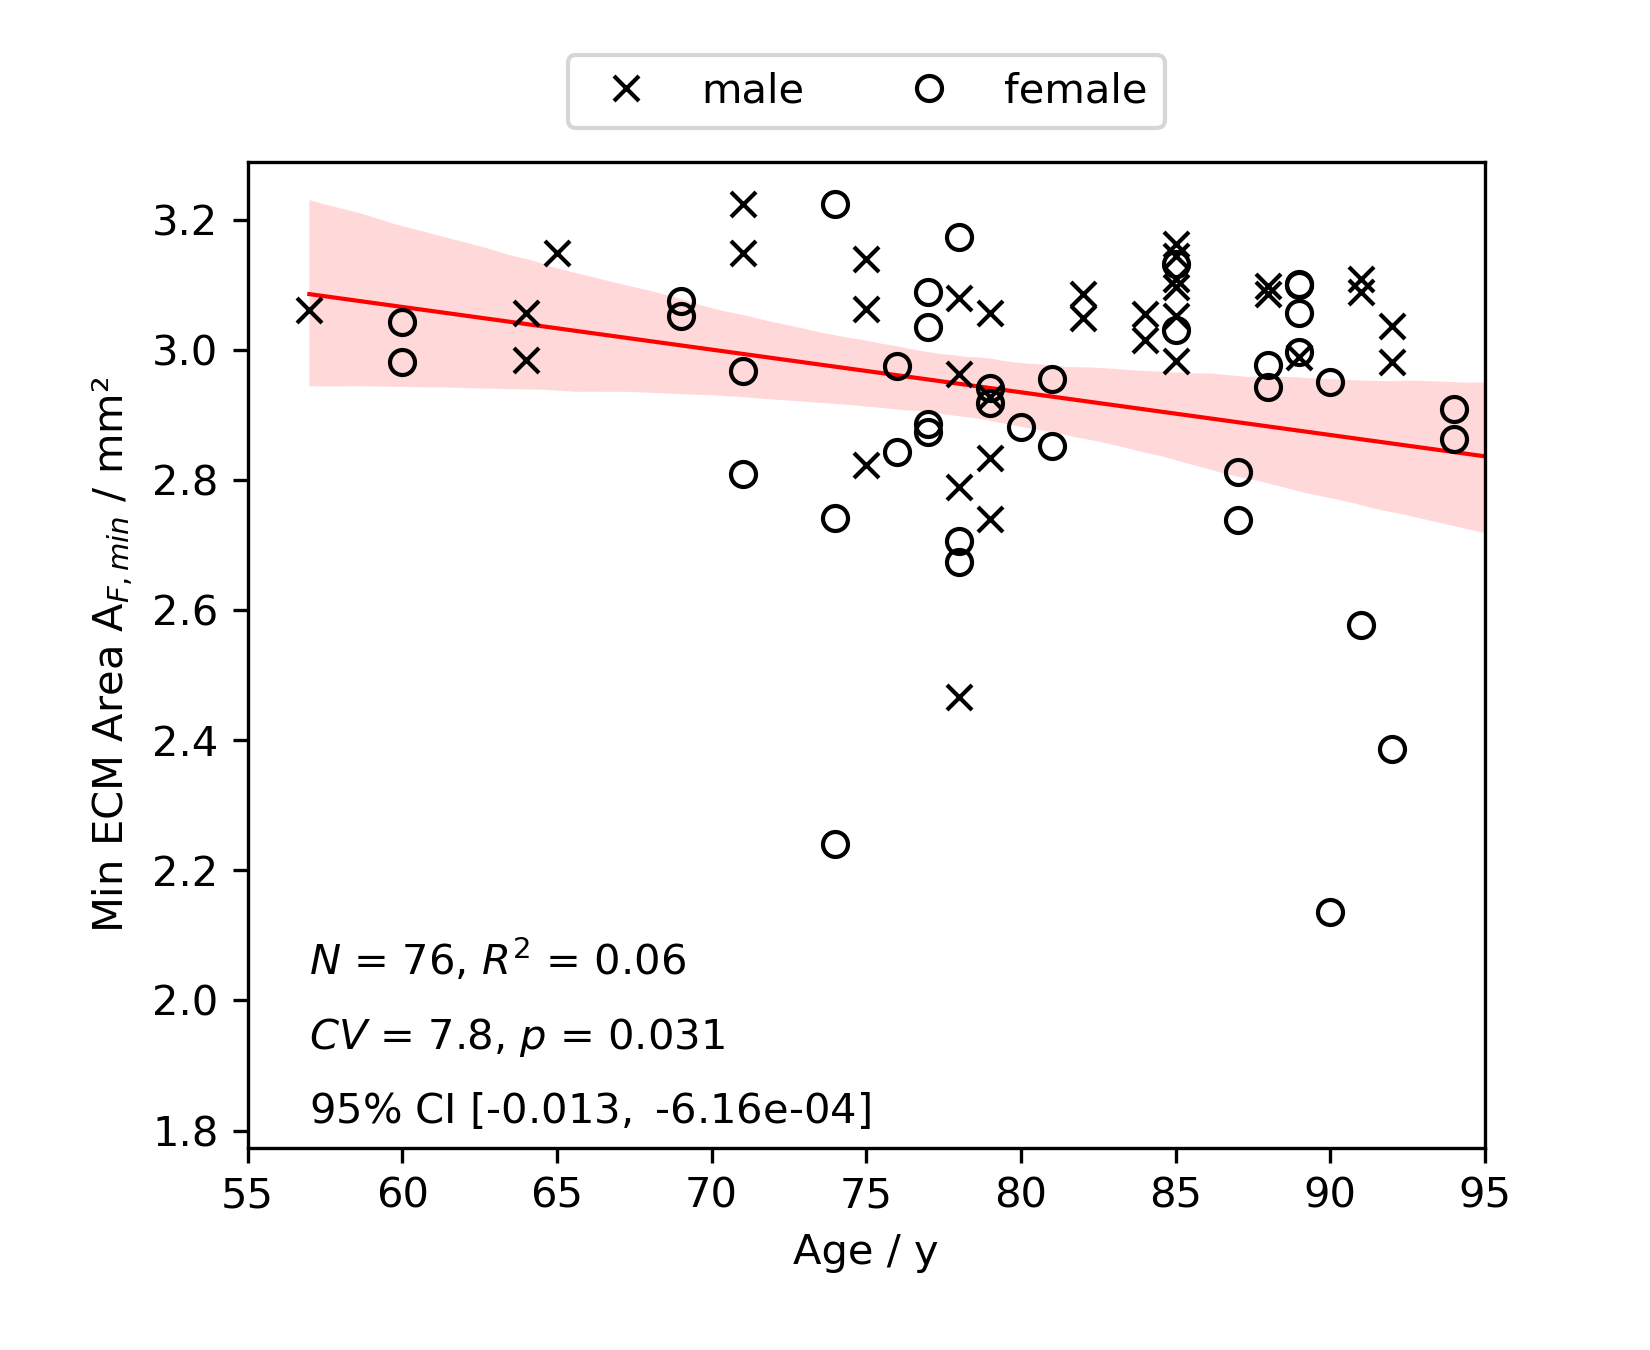 male female
3.2
3.0
2.8
2.6
2.4
2.2
2.0
1.8
Min ECM Area A_{F, min} / mm²
N = 76, R² = 0.06
CV = 7.8, p = 0.031
95% CI [-0.013, -6.16e-04]
55 60 65 70 75 80 85 90 95
Age / y